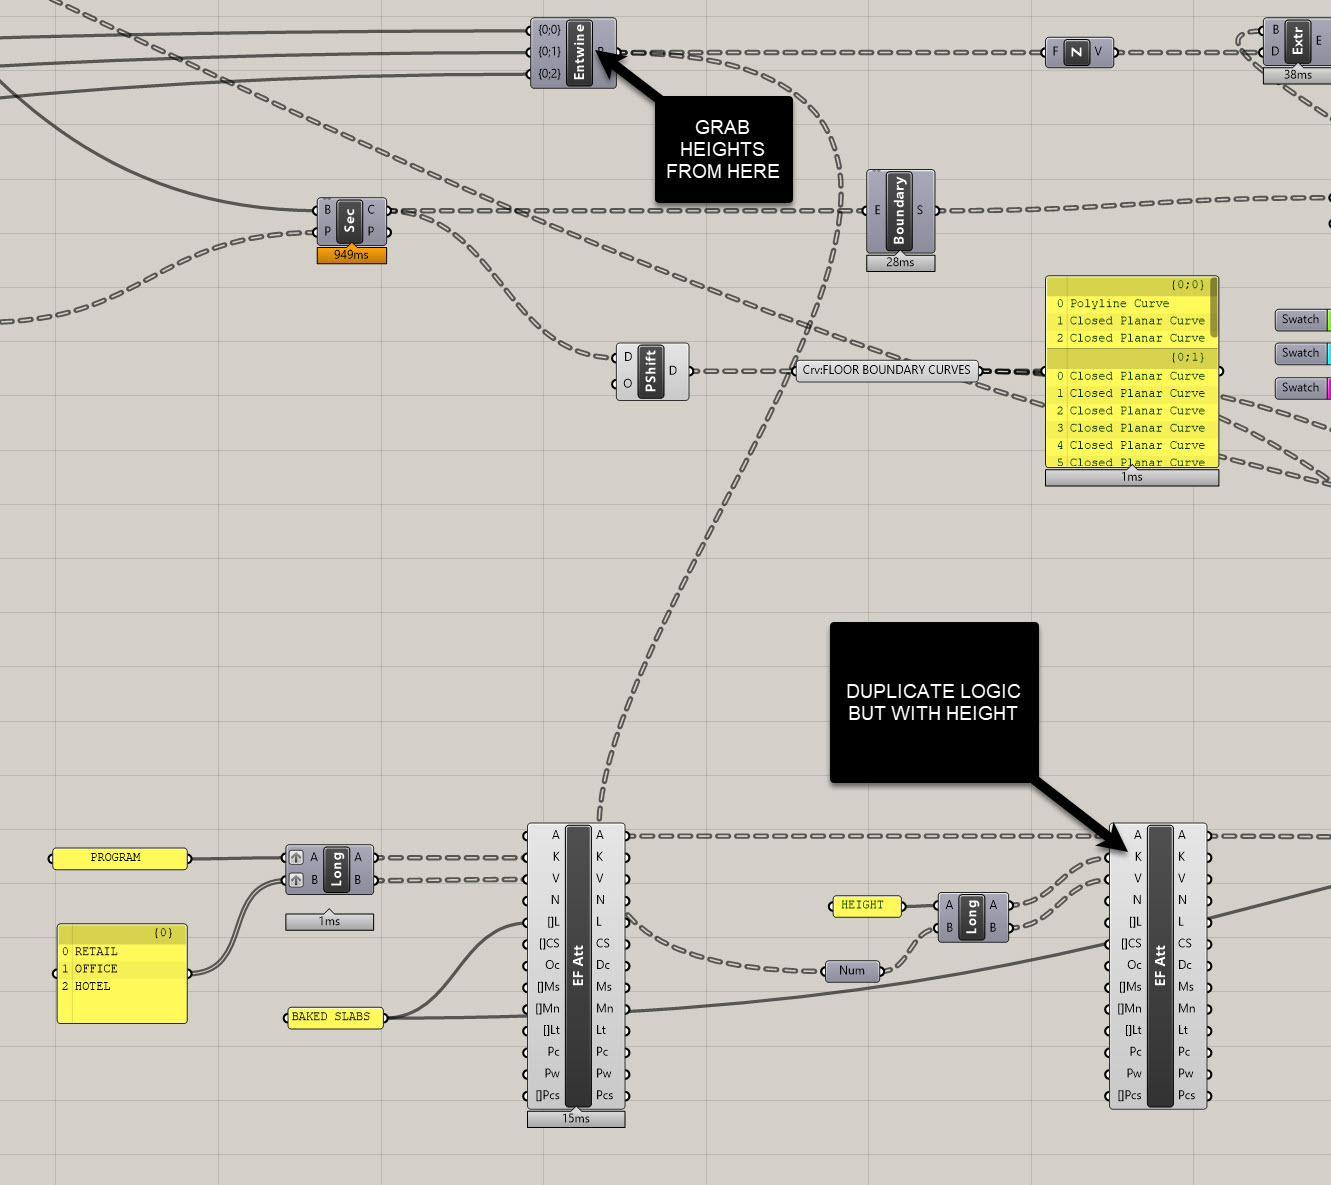 {0;0}
{0;1}
{0;2}
Entwine
F
N
V
B
D
Extr
E
38ms
GRAB
HEIGHTS
FROM HERE
B
P
Sec
C
P
949ms
E
Boundary
S
28ms
D
O
PShift
D
Crv:FLOOR BOUNDARY CURVES
{0;0}
0 Polyline Curve
1 Closed Planar Curve
2 Closed Planar Curve
{0;1}
0 Closed Planar Curve
1 Closed Planar Curve
2 Closed Planar Curve
3 Closed Planar Curve
4 Closed Planar Curve
5 Closed Planar Curve
1ms
Swatch
Swatch
Swatch
DUPLICATE LOGIC
BUT WITH HEIGHT
PROGRAM
A
B
Long
A
B
1ms
{0}
0 RETAIL
1 OFFICE
2 HOTEL
BAKED SLABS
A
K
V
N
[]L
[]CS
Oc
[]Ms
[]Mn
[]Lt
Pc
Pw
[]Pcs
EF Att
A
K
V
N
L
CS
Dc
Ms
Mn
Lt
Pc
Pw
Pcs
15ms
HEIGHT
A
B
Long
A
B
Num
A
K
V
N
[]L
[]CS
Oc
[]Ms
[]Mn
[]Lt
Pc
Pw
[]Pcs
EF Att
A
K
V
N
L
CS
Dc
Ms
Mn
Lt
Pc
Pw
Pcs